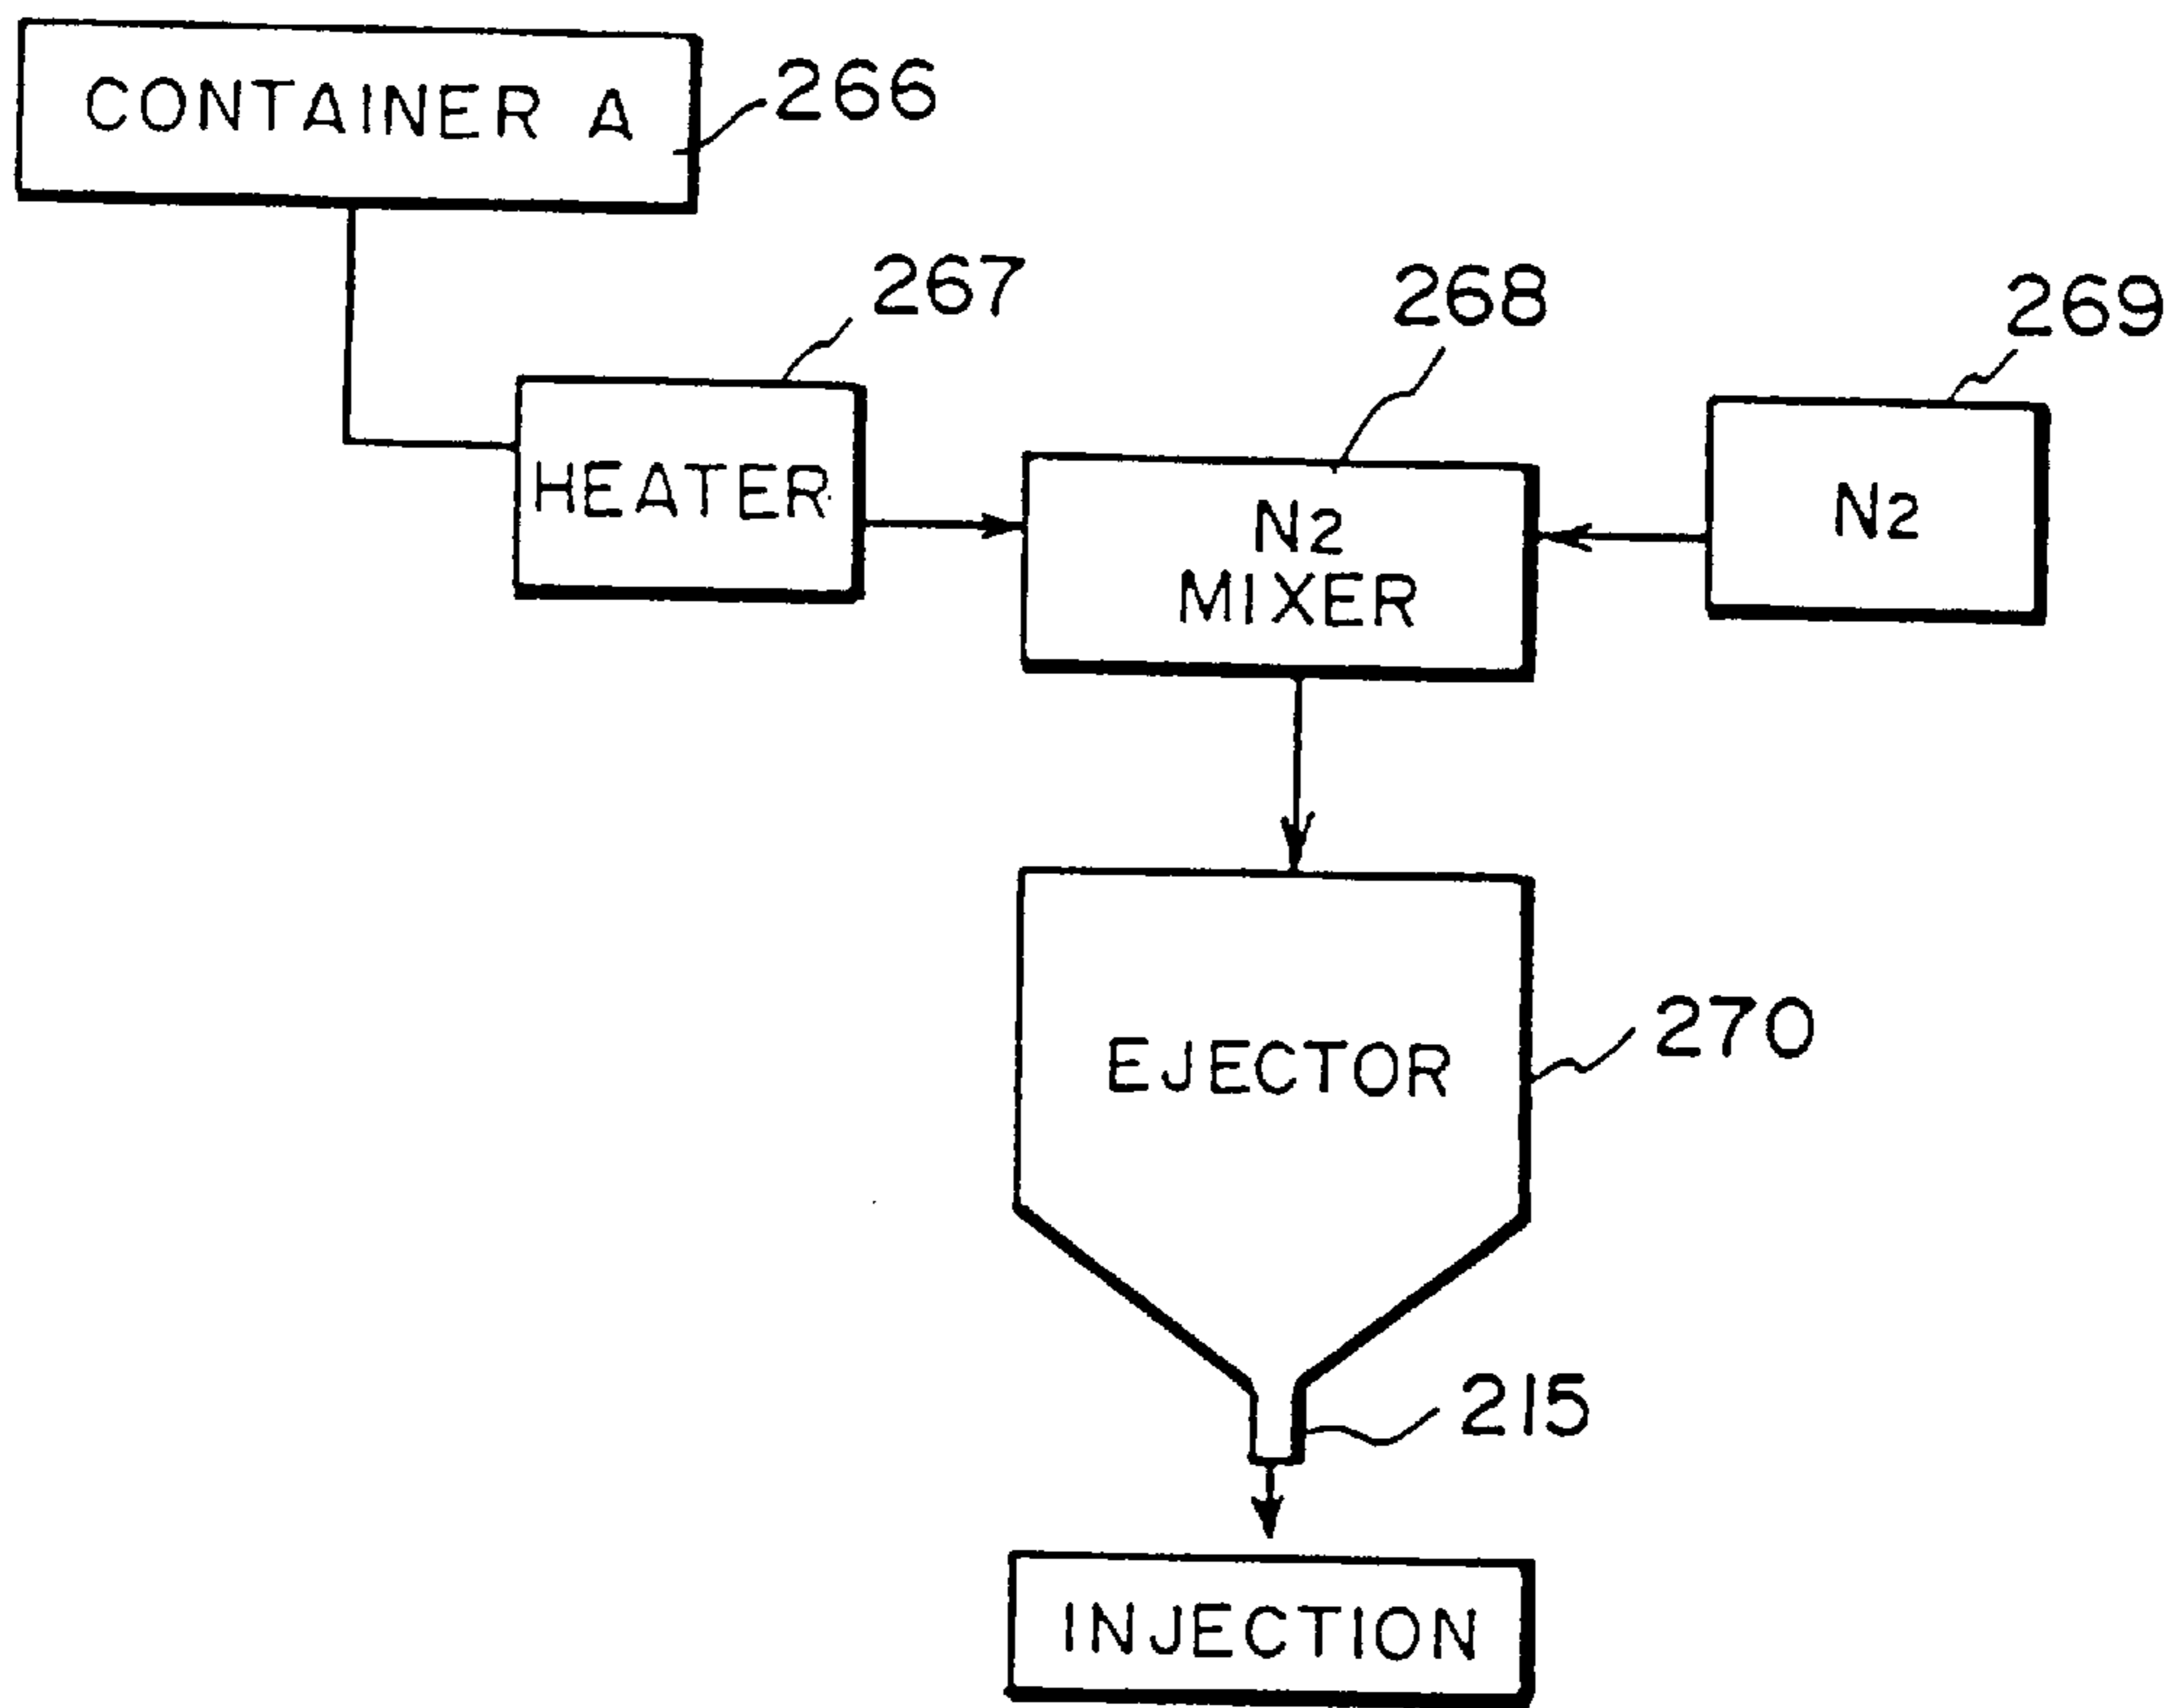 CONTAINER A
266
267
268
269
HEATER
N2
MIXER
N2
EJECTOR
270
215
INJECTION